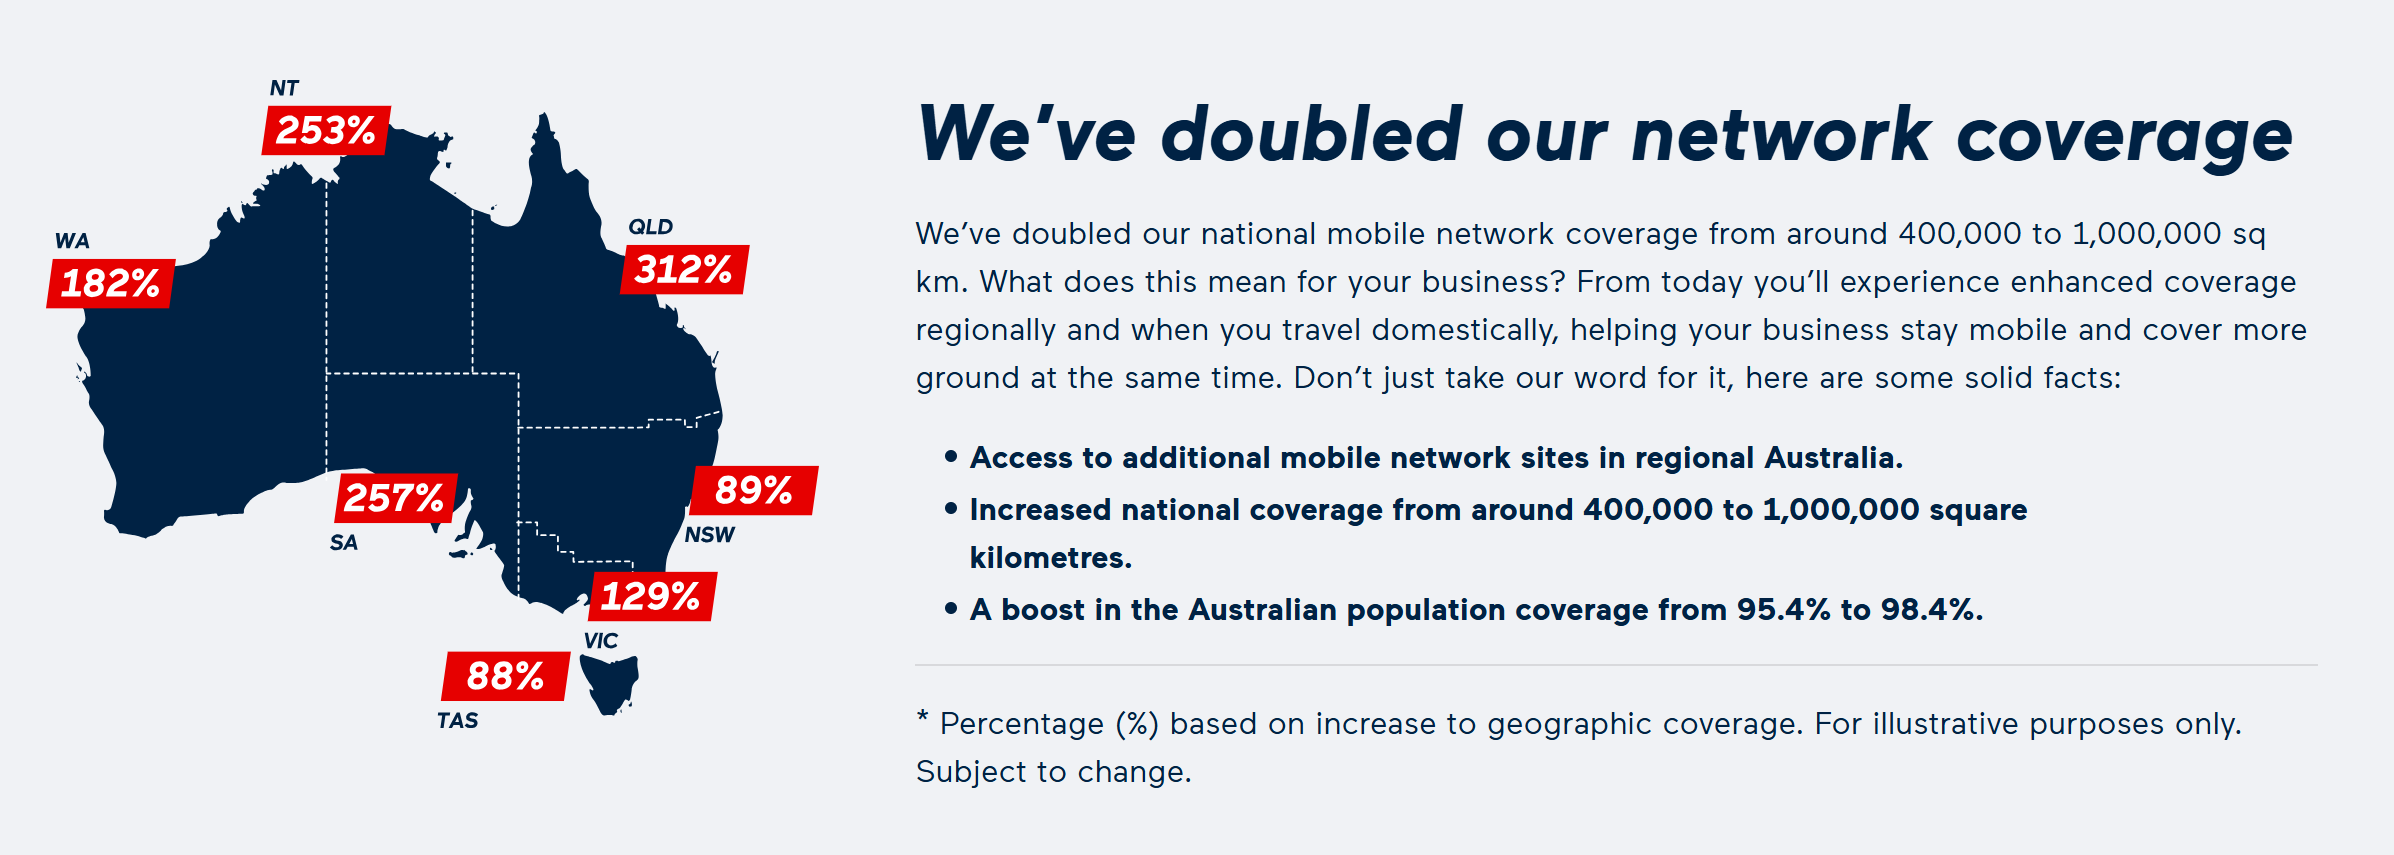 NT
253%
WA
182%
QLD
312%
257%
SA
89%
NSW
129%
VIC
88%
TAS
We’ve doubled our network coverage
We’ve doubled our national mobile network coverage from around 400,000 to 1,000,000 sq
km. What does this mean for your business? From today you’ll experience enhanced coverage
regionally and when you travel domestically, helping your business stay mobile and cover more
ground at the same time. Don’t just take our word for it, here are some solid facts:
• Access to additional mobile network sites in regional Australia.
• Increased national coverage from around 400,000 to 1,000,000 square
kilometres.
• A boost in the Australian population coverage from 95.4% to 98.4%.
* Percentage (%) based on increase to geographic coverage. For illustrative purposes only.
Subject to change.